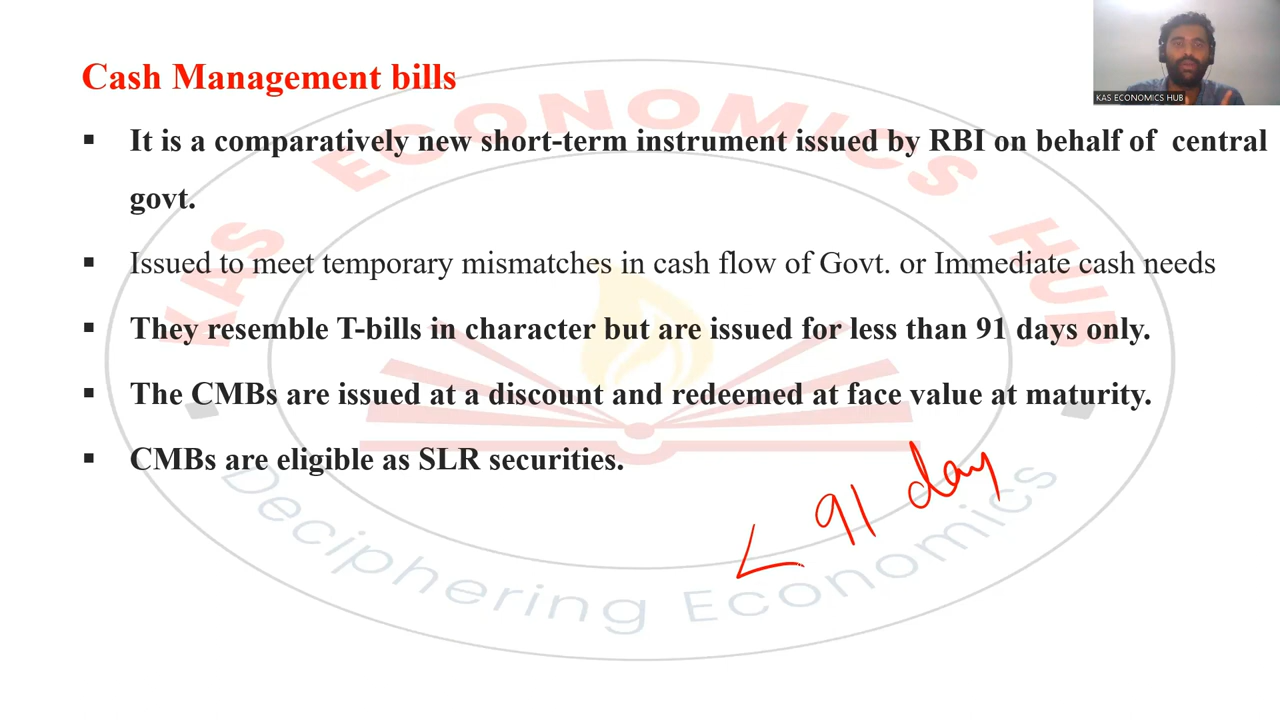 KAS ECONOMICS HUB
Cash Management bills
▪ It is a comparatively new short-term instrument issued by RBI on behalf of central
govt.
▪ Issued to meet temporary mismatches in cash flow of Govt. or Immediate cash needs
▪ They resemble T-bills in character but are issued for less than 91 days only.
▪ The CMBs are issued at a discount and redeemed at face value at maturity.
▪ CMBs are eligible as SLR securities.
< 91 day
KAS ECONOMICS HUB
Deciphering Economics